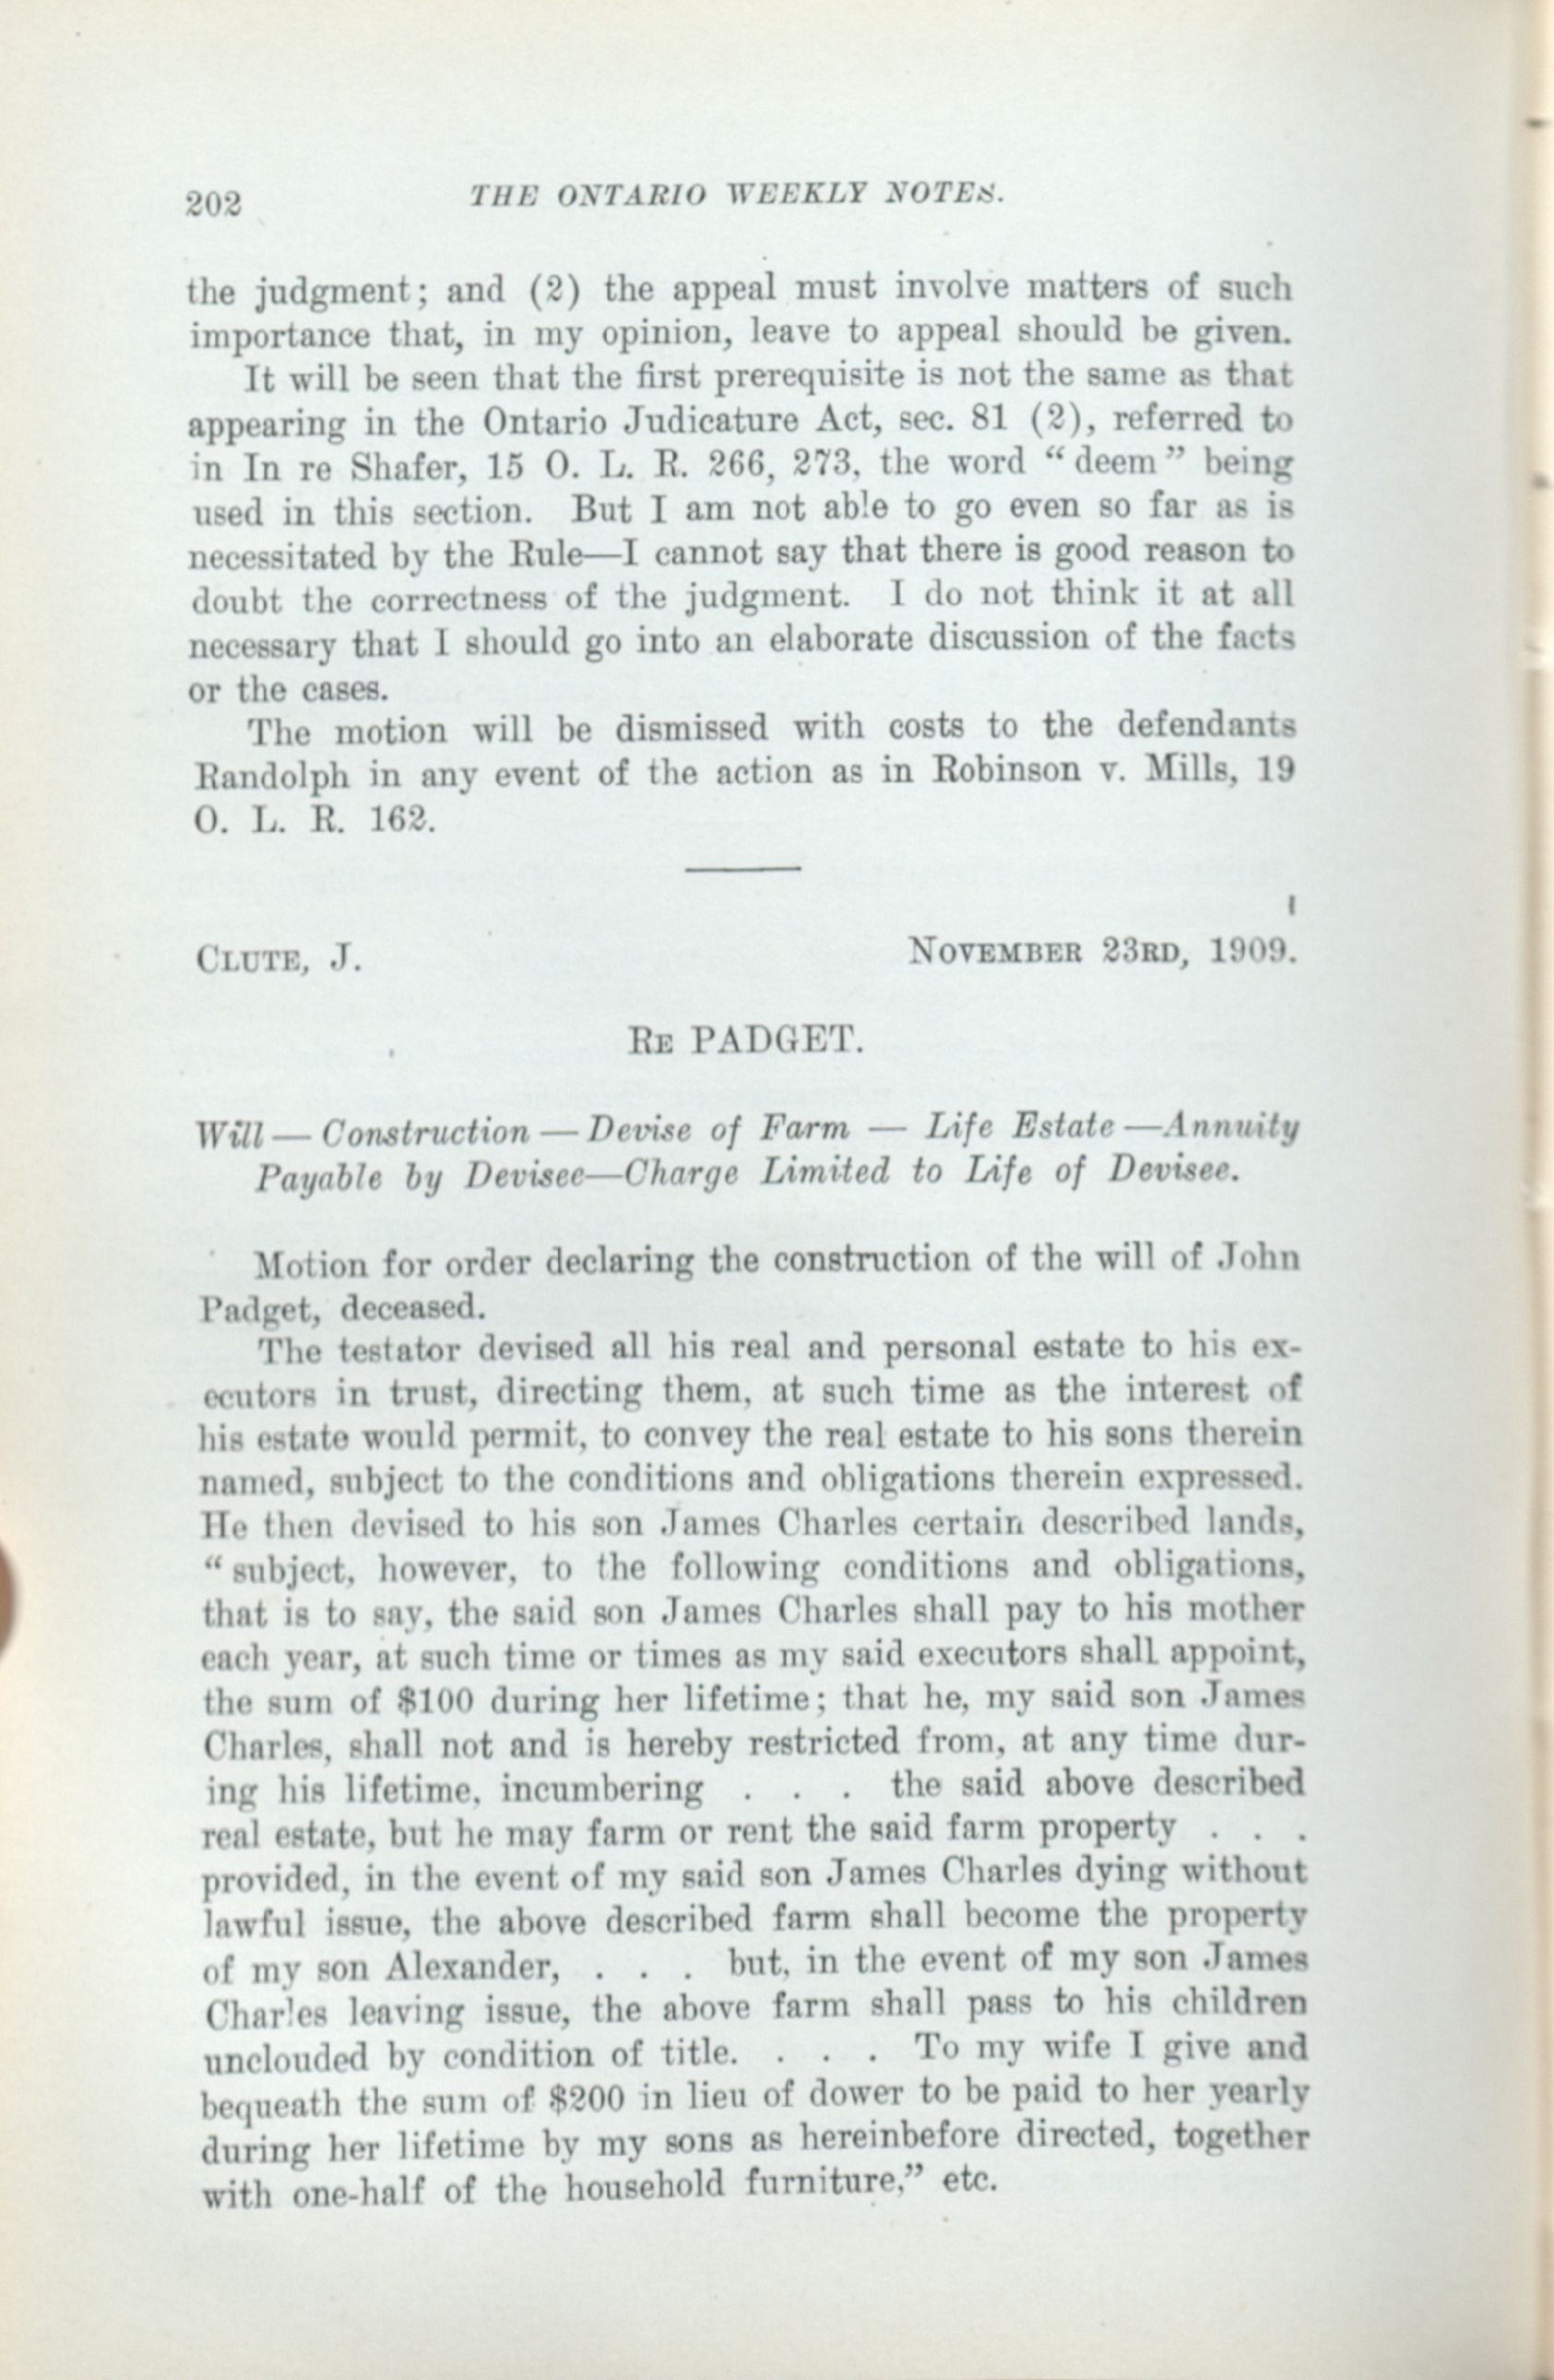 202
THE ONTARIO WEEKLY NOTES.
the judgment; and (2) the appeal must involve matters of such
importance that, in my opinion, leave to appeal should be given.
It will be seen that the first prerequisite is not the same as that
appearing in the Ontario Judicature Act, sec. 81 (2), referred to
in In re Shafer, 15 O. L. R. 266, 273, the word “deem” being
used in this section. But I am not able to go even so far as is
necessitated by the Rule—I cannot say that there is good reason to
doubt the correctness of the judgment. I do not think it at all
necessary that I should go into an elaborate discussion of the facts
or the cases.
The motion will be dismissed with costs to the defendants
Randolph in any event of the action as in Robinson v. Mills, 19
O. L. R. 162.
CLUTE, J.
NOVEMBER 23RD, 1909.
RE PADGET.
Will — Construction — Devise of Farm — Life Estate —Annuity
Payable by Devisee—Charge Limited to Life of Devisee.
Motion for order declaring the construction of the will of John
Padget, deceased.
The testator devised all his real and personal estate to his ex-
ecutors in trust, directing them, at such time as the interest of
his estate would permit, to convey the real estate to his sons therein
named, subject to the conditions and obligations therein expressed.
He then devised to his son James Charles certain described lands,
“subject, however, to the following conditions and obligations,
that is to say, the said son James Charles shall pay to his mother
each year, at such time or times as my said executors shall appoint,
the sum of $100 during her lifetime; that he, my said son James
Charles, shall not and is hereby restricted from, at any time dur-
ing his lifetime, incumbering . . . the said above described
real estate, but he may farm or rent the said farm property . . .
provided, in the event of my said son James Charles dying without
lawful issue, the above described farm shall become the property
of my son Alexander, . . . but, in the event of my son James
Charles leaving issue, the above farm shall pass to his children
unclouded by condition of title. . . . To my wife I give and
bequeath the sum of $200 in lieu of dower to be paid to her yearly
during her lifetime by my sons as hereinbefore directed, together
with one-half of the household furniture,” etc.